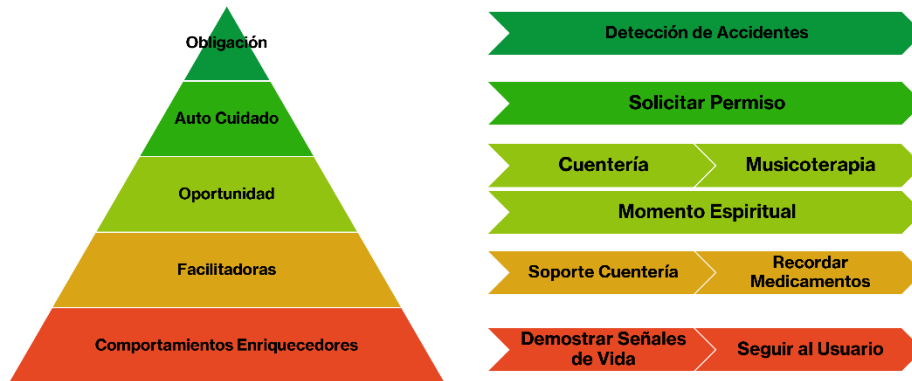 Obligación
Detección de Accidentes
Auto Cuidado
Solicitar Permiso
Oportunidad
Cuentería
Musicoterapia
Momento Espiritual
Facilitadoras
Soporte Cuentería
Recordar
Medicamentos
Comportamientos Enriquecedores
Demostrar Señales
de Vida
Seguir al Usuario